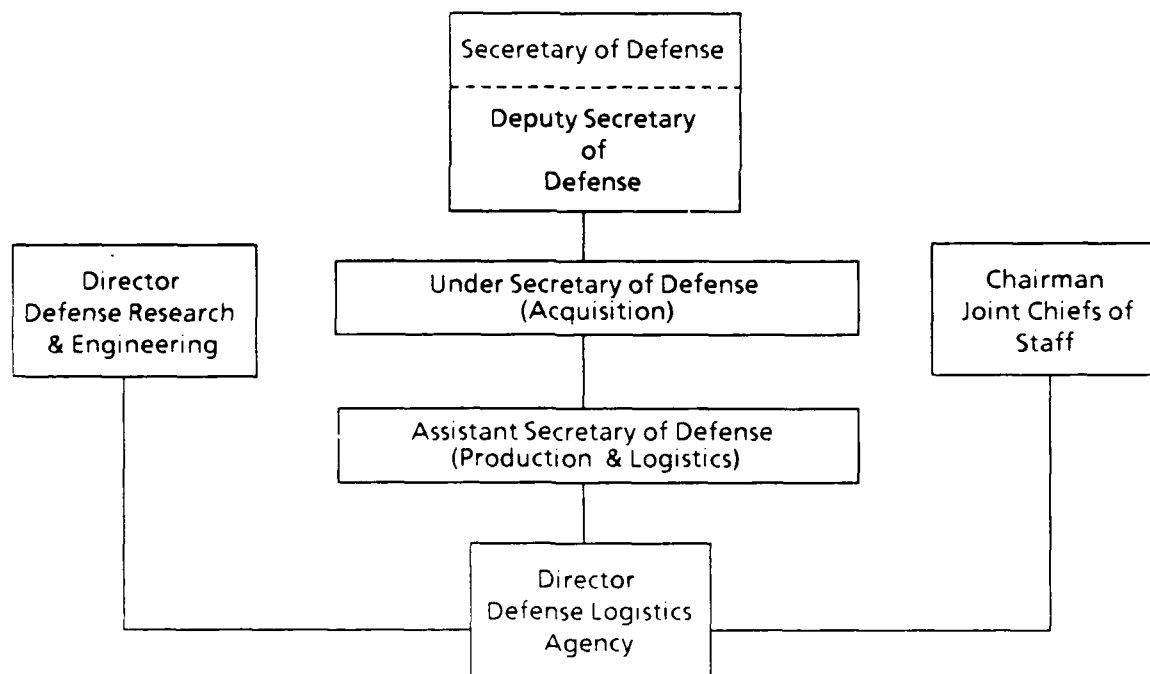 Seceretary of Defense
Deputy Secretary
of
Defense
Under Secretary of Defense
(Acquisition)
Director
Defense Research
& Engineering
Chairman
Joint Chiefs of
Staff
Assistant Secretary of Defense
(Production & Logistics)
Director
Defense Logistics
Agency